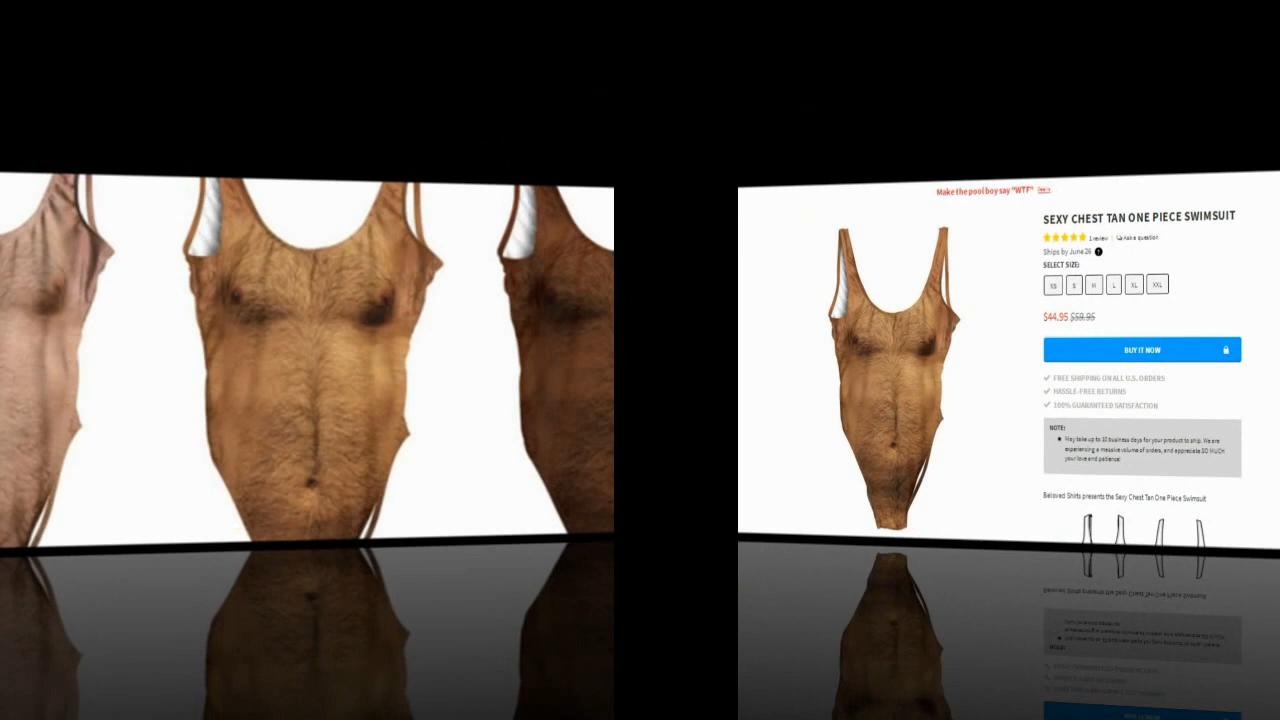 Make the pool boy say "WTF"
SEXY CHEST TAN ONE PIECE SWIMSUIT
1 review | Ask a question
Ships by June 26
SELECT SIZE:
XS S M L XL XXL
$44.95 $59.95
BUY IT NOW
FREE SHIPPING ON ALL U.S. ORDERS
HASSLE-FREE RETURNS
100% GUARANTEED SATISFACTION
NOTE:
May take up to 10 business days for your product to ship. We are
experiencing a massive volume of orders, and appreciate SO MUCH
your love and patience!
Beloved Shirts presents the Sexy Chest Tan One Piece Swimsuit